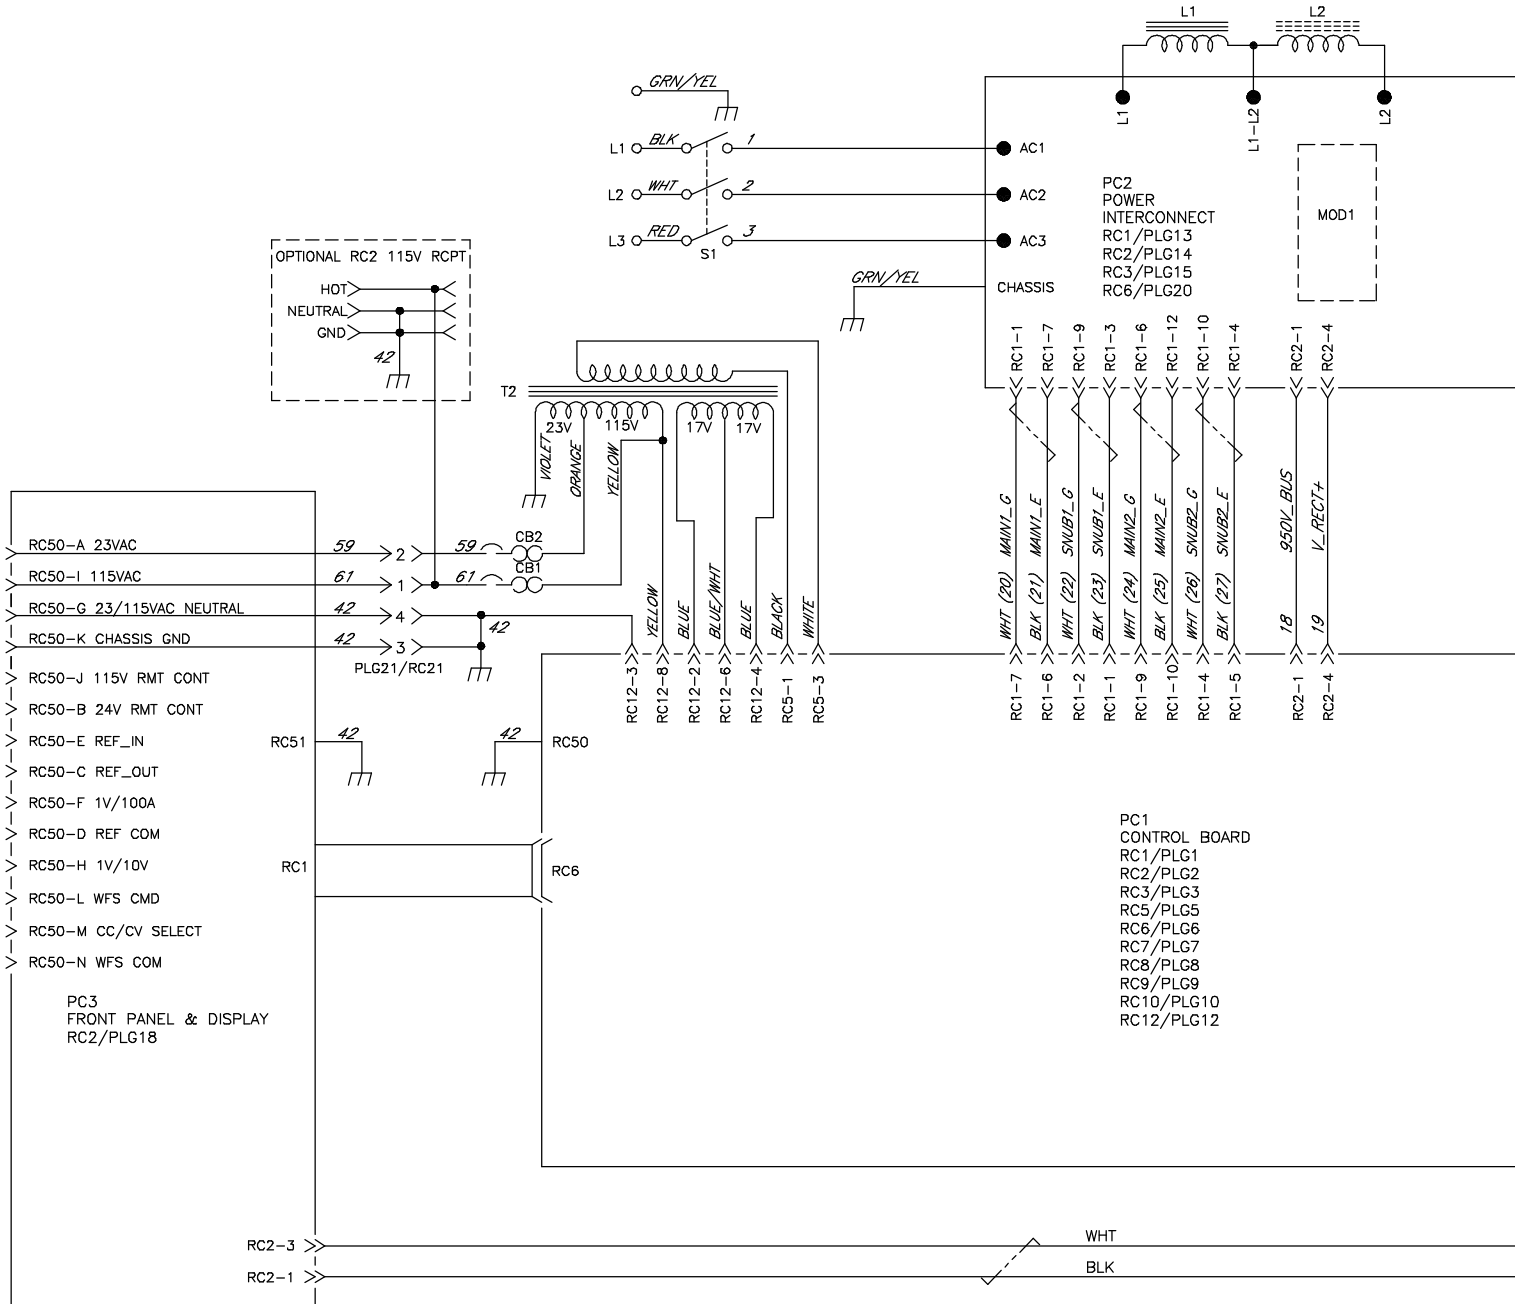 L1
L2
GRN/YEL
L1
L1-L2
L2
L1 BLK 1 AC1
L2 WHT 2 AC2
L3 RED 3 AC3
S1
PC2
POWER
INTERCONNECT
RC1/PLG13
RC2/PLG14
RC3/PLG15
RC6/PLG20
MOD1
GRN/YEL
CHASSIS
OPTIONAL RC2 115V RCPT
HOT
NEUTRAL
GND
42
RC1-1
RC1-7
RC1-9
RC1-3
RC1-6
RC1-12
RC1-10
RC1-4
RC2-1
RC2-4
T2
23V
115V
17V
17V
VIOLET
ORANGE
YELLOW
RC50-A 23VAC
59
2
59
CB2
RC50-I 115VAC
61
1
61
CB1
RC50-G 23/115VAC NEUTRAL
42
4
42
RC50-K CHASSIS GND
42
3
PLG21/RC21
YELLOW
BLUE
BLUE/WHT
BLUE
BLACK
WHITE
WHT (20) MAIN1_G
BLK (21) MAIN1_E
WHT (22) SNUB1_G
BLK (23) SNUB1_E
WHT (24) MAIN2_G
BLK (25) MAIN2_E
WHT (26) SNUB2_G
BLK (27) SNUB2_E
18 950V_BUS
19 V_RECT+
RC12-3
RC12-8
RC12-2
RC12-6
RC12-4
RC5-1
RC5-3
RC1-7
RC1-6
RC1-2
RC1-1
RC1-9
RC1-10
RC1-4
RC1-5
RC2-1
RC2-4
RC50-J 115V RMT CONT
RC50-B 24V RMT CONT
RC50-E REF_IN
RC51
42
42
RC50
RC50-C REF_OUT
RC50-F 1V/100A
RC50-D REF COM
RC50-H 1V/10V
RC1
RC6
RC50-L WFS CMD
RC50-M CC/CV SELECT
RC50-N WFS COM
PC3
FRONT PANEL & DISPLAY
RC2/PLG18
PC1
CONTROL BOARD
RC1/PLG1
RC2/PLG2
RC3/PLG3
RC5/PLG5
RC6/PLG6
RC7/PLG7
RC8/PLG8
RC9/PLG9
RC10/PLG10
RC12/PLG12
RC2-3
WHT
RC2-1
BLK